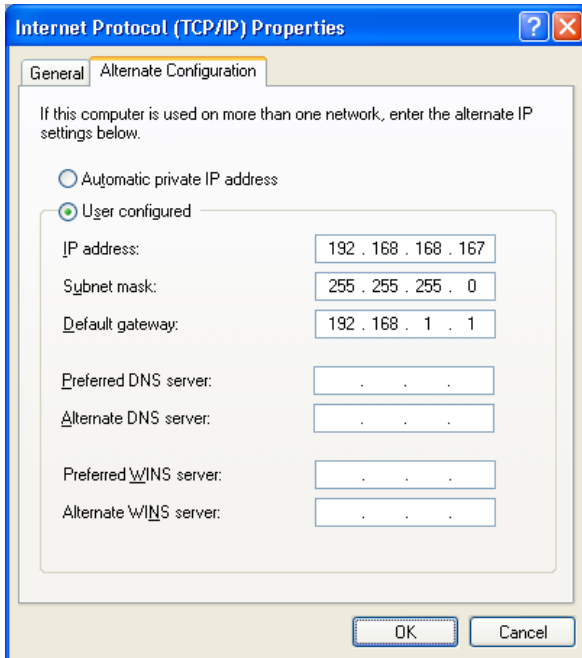 Internet Protocol (TCP/IP) Properties
General
Alternate Configuration
If this computer is used on more than one network, enter the alternate IP
settings below.
Automatic private IP address
User configured
IP address: 192 . 168 . 168 . 167
Subnet mask: 255 . 255 . 255 . 0
Default gateway: 192 . 168 . 1 . 1
Preferred DNS server: . . .
Alternate DNS server: . . .
Preferred WINS server: . . .
Alternate WINS server: . . .
OK
Cancel